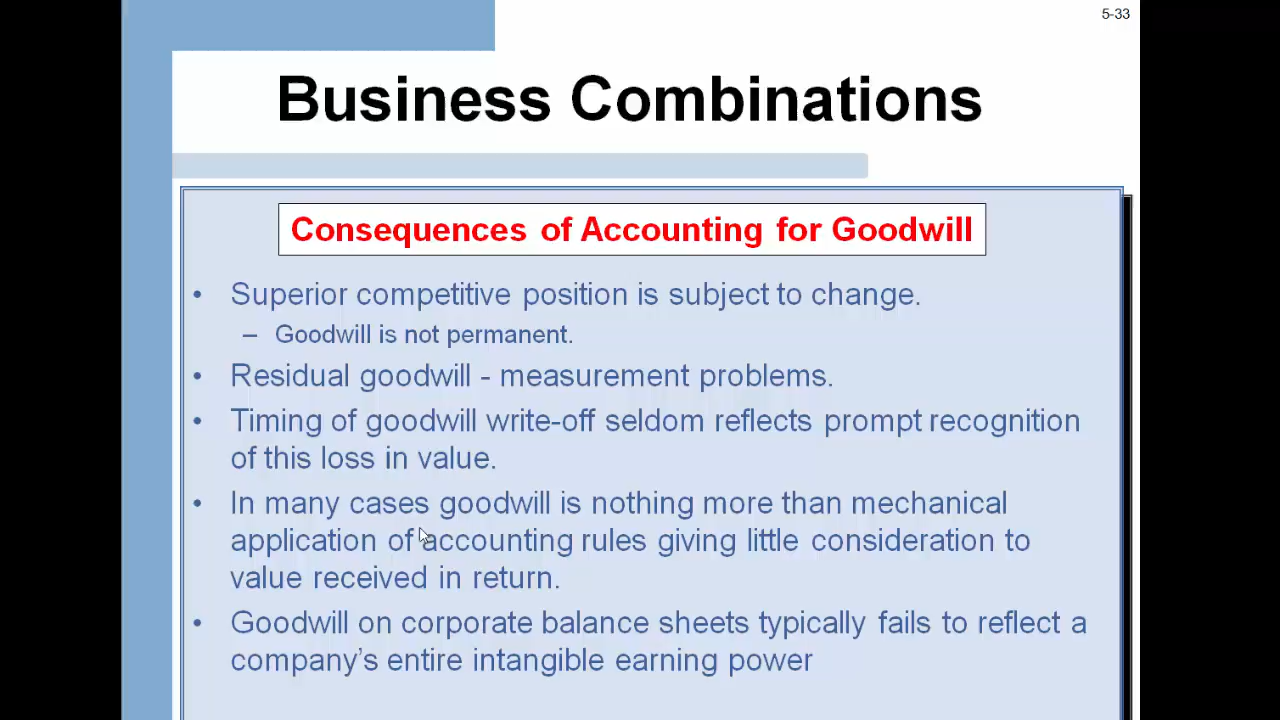 5-33
Business Combinations
Consequences of Accounting for Goodwill
• Superior competitive position is subject to change.
– Goodwill is not permanent.
• Residual goodwill - measurement problems.
• Timing of goodwill write-off seldom reflects prompt recognition
of this loss in value.
• In many cases goodwill is nothing more than mechanical
application of accounting rules giving little consideration to
value received in return.
• Goodwill on corporate balance sheets typically fails to reflect a
company’s entire intangible earning power